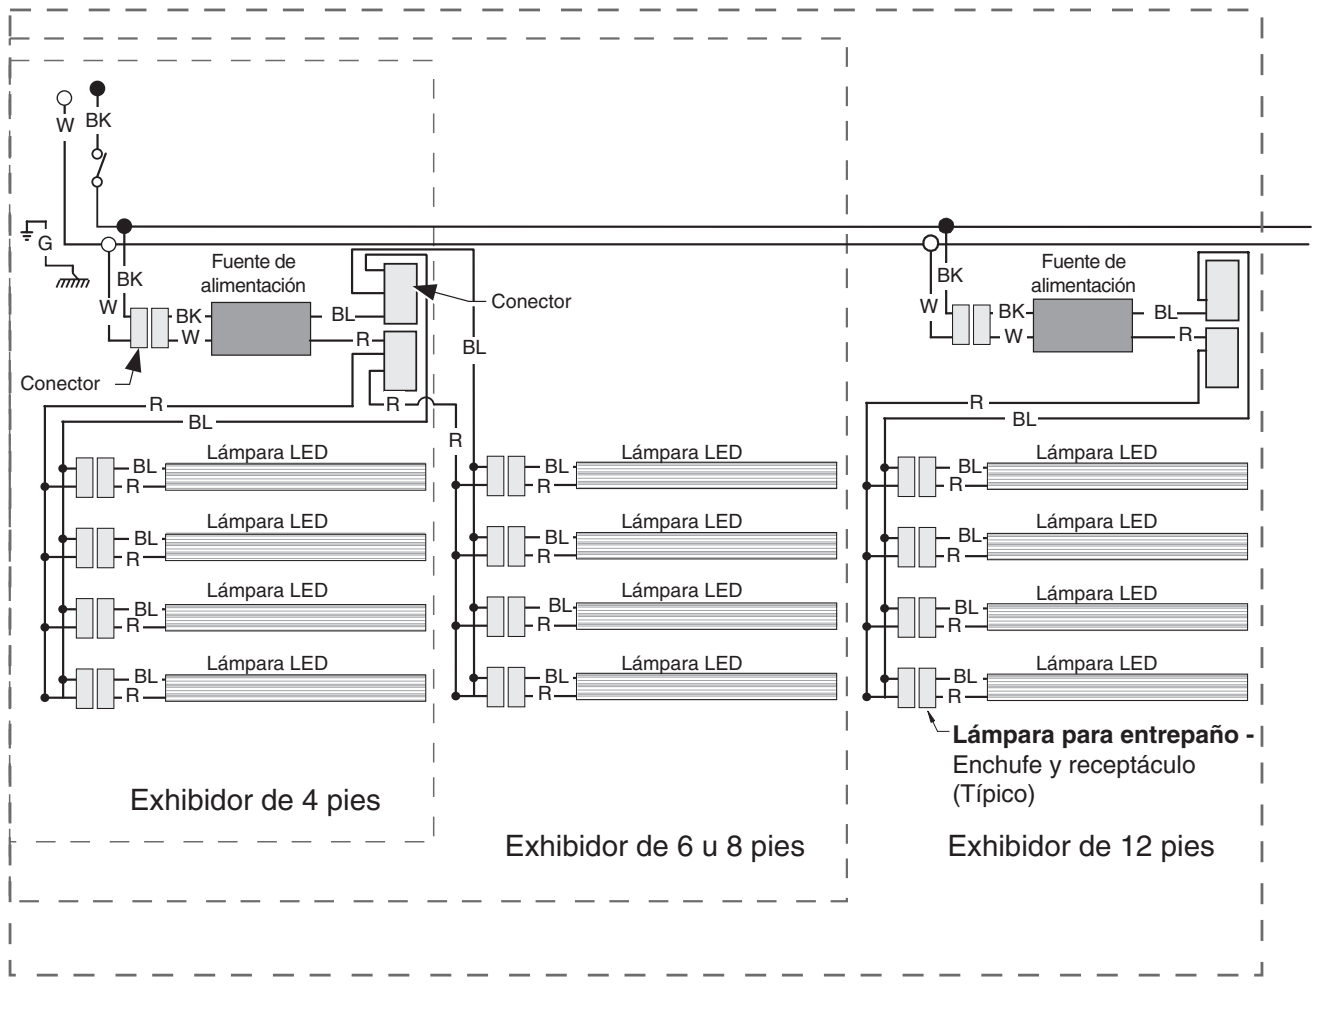 W
BK
G
BK
W
Fuente de
alimentación
BK
W
BL
R
Conector
Conector
BL
R
R
BL
R
BK
W
Fuente de
alimentación
BK
W
BL
R
R
BL
Lámpara LED
BL
R
Lámpara LED
BL
R
Lámpara LED
BL
R
Lámpara LED
BL
R
Lámpara LED
BL
R
Lámpara LED
BL
R
Lámpara LED
BL
R
Lámpara LED
BL
R
Lámpara LED
BL
R
Lámpara LED
BL
R
Lámpara LED
BL
R
Lámpara LED
BL
R
Lámpara para entrepaño -
Enchufe y receptáculo
(Típico)
Exhibidor de 4 pies
Exhibidor de 6 u 8 pies
Exhibidor de 12 pies